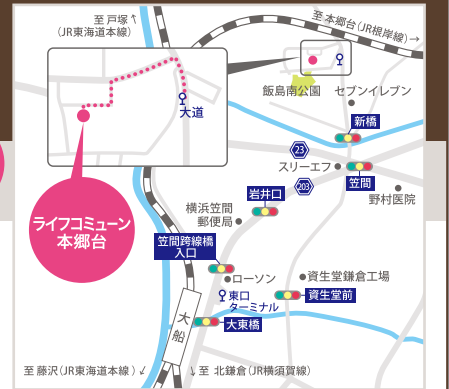 至 戸塚↑
(JR東海道本線)
至 本郷台(JR根岸線)→
大道
飯島南公園
セブンイレブン
新橋
23
スリーエフ
笠間
203
野村医院
岩井口
ライフコミューン
本郷台
横浜笠間
郵便局
笠間跨線橋
入口
ローソン
資生堂鎌倉工場
東口
ターミナル
資生堂前
大船
大東橋
至 藤沢(JR東海道本線)↙
↓至 北鎌倉(JR横須賀線)